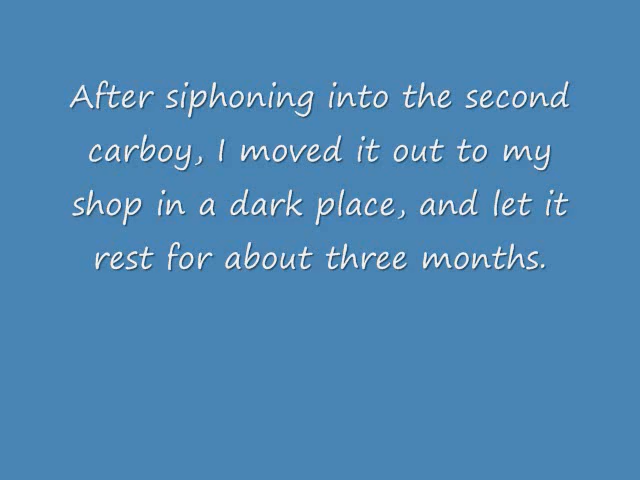 After siphoning into the second
carboy, I moved it out to my
shop in a dark place, and let it
rest for about three months.